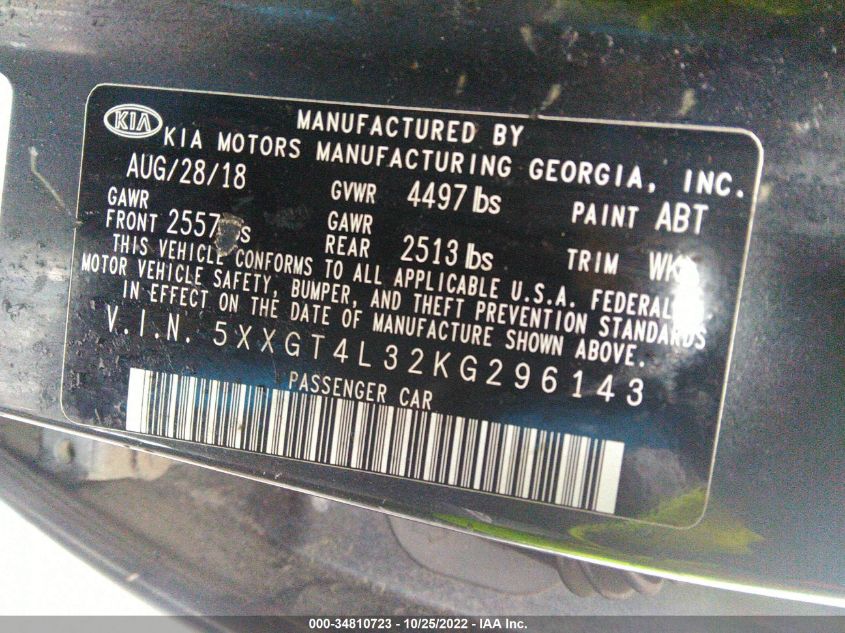 MANUFACTURED BY
KIA KIA MOTORS MANUFACTURING GEORGIA, INC.
AUG/28/18 GVWR 4497 lbs PAINT ABT
GAWR GAWR
FRONT 2557 REAR 2513 lbs TRIM
THIS VEHICLE CONFORMS TO ALL APPLICABLE U.S.A. FEDERAL
MOTOR VEHICLE SAFETY, BUMPER, AND THEFT PREVENTION STANDARDS
IN EFFECT ON THE DATE OF MANUFACTURE SHOWN ABOVE.
V.I.N. 5XXGT4L32KG296143
PASSENGER CAR
000-34810723 - 10/25/2022 - IAA Inc.